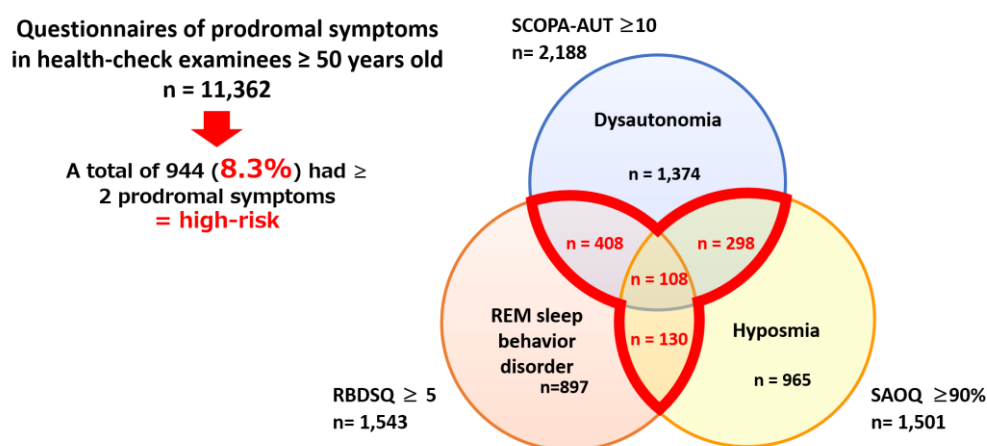 Questionnaires of prodromal symptoms
in health-check examinees ≥ 50 years old
n = 11,362
A total of 944 (8.3%) had ≥
2 prodromal symptoms
= high-risk
SCOPA-AUT ≥10
n= 2,188
Dysautonomia
n = 1,374
n = 408
n = 298
n = 108
n = 130
REM sleep
behavior
disorder
n=897
Hyposmia
n = 965
RBDSQ ≥ 5
n= 1,543
SAOQ ≥90%
n= 1,501